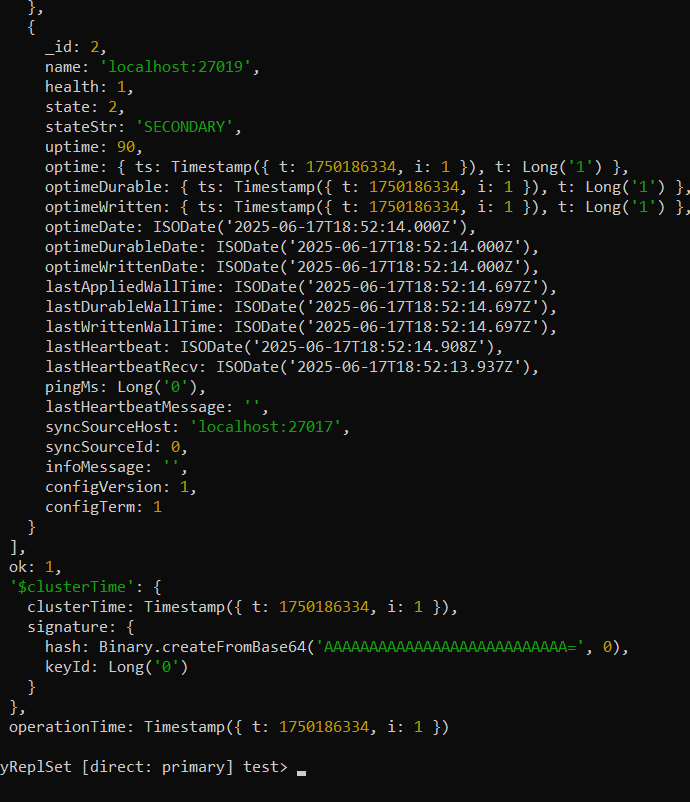 },
  {
    _id: 2,
    name: 'localhost:27019',
    health: 1,
    state: 2,
    stateStr: 'SECONDARY',
    uptime: 90,
    optime: { ts: Timestamp({ t: 1750186334, i: 1 }), t: Long('1') },
    optimeDurable: { ts: Timestamp({ t: 1750186334, i: 1 }), t: Long('1') },
    optimeWritten: { ts: Timestamp({ t: 1750186334, i: 1 }), t: Long('1') },
    optimeDate: ISODate('2025-06-17T18:52:14.000Z'),
    optimeDurableDate: ISODate('2025-06-17T18:52:14.000Z'),
    optimeWrittenDate: ISODate('2025-06-17T18:52:14.000Z'),
    lastAppliedWallTime: ISODate('2025-06-17T18:52:14.697Z'),
    lastDurableWallTime: ISODate('2025-06-17T18:52:14.697Z'),
    lastWrittenWallTime: ISODate('2025-06-17T18:52:14.697Z'),
    lastHeartbeat: ISODate('2025-06-17T18:52:14.908Z'),
    lastHeartbeatRecv: ISODate('2025-06-17T18:52:13.937Z'),
    pingMs: Long('0'),
    lastHeartbeatMessage: '',
    syncSourceHost: 'localhost:27017',
    syncSourceId: 0,
    infoMessage: '',
    configVersion: 1,
    configTerm: 1
  }
],
ok: 1,
'$clusterTime': {
  clusterTime: Timestamp({ t: 1750186334, i: 1 }),
  signature: {
    hash: Binary.createFromBase64('AAAAAAAAAAAAAAAAAAAAAAAAAAA=', 0),
    keyId: Long('0')
  }
},
operationTime: Timestamp({ t: 1750186334, i: 1 })
yReplSet [direct: primary] test>